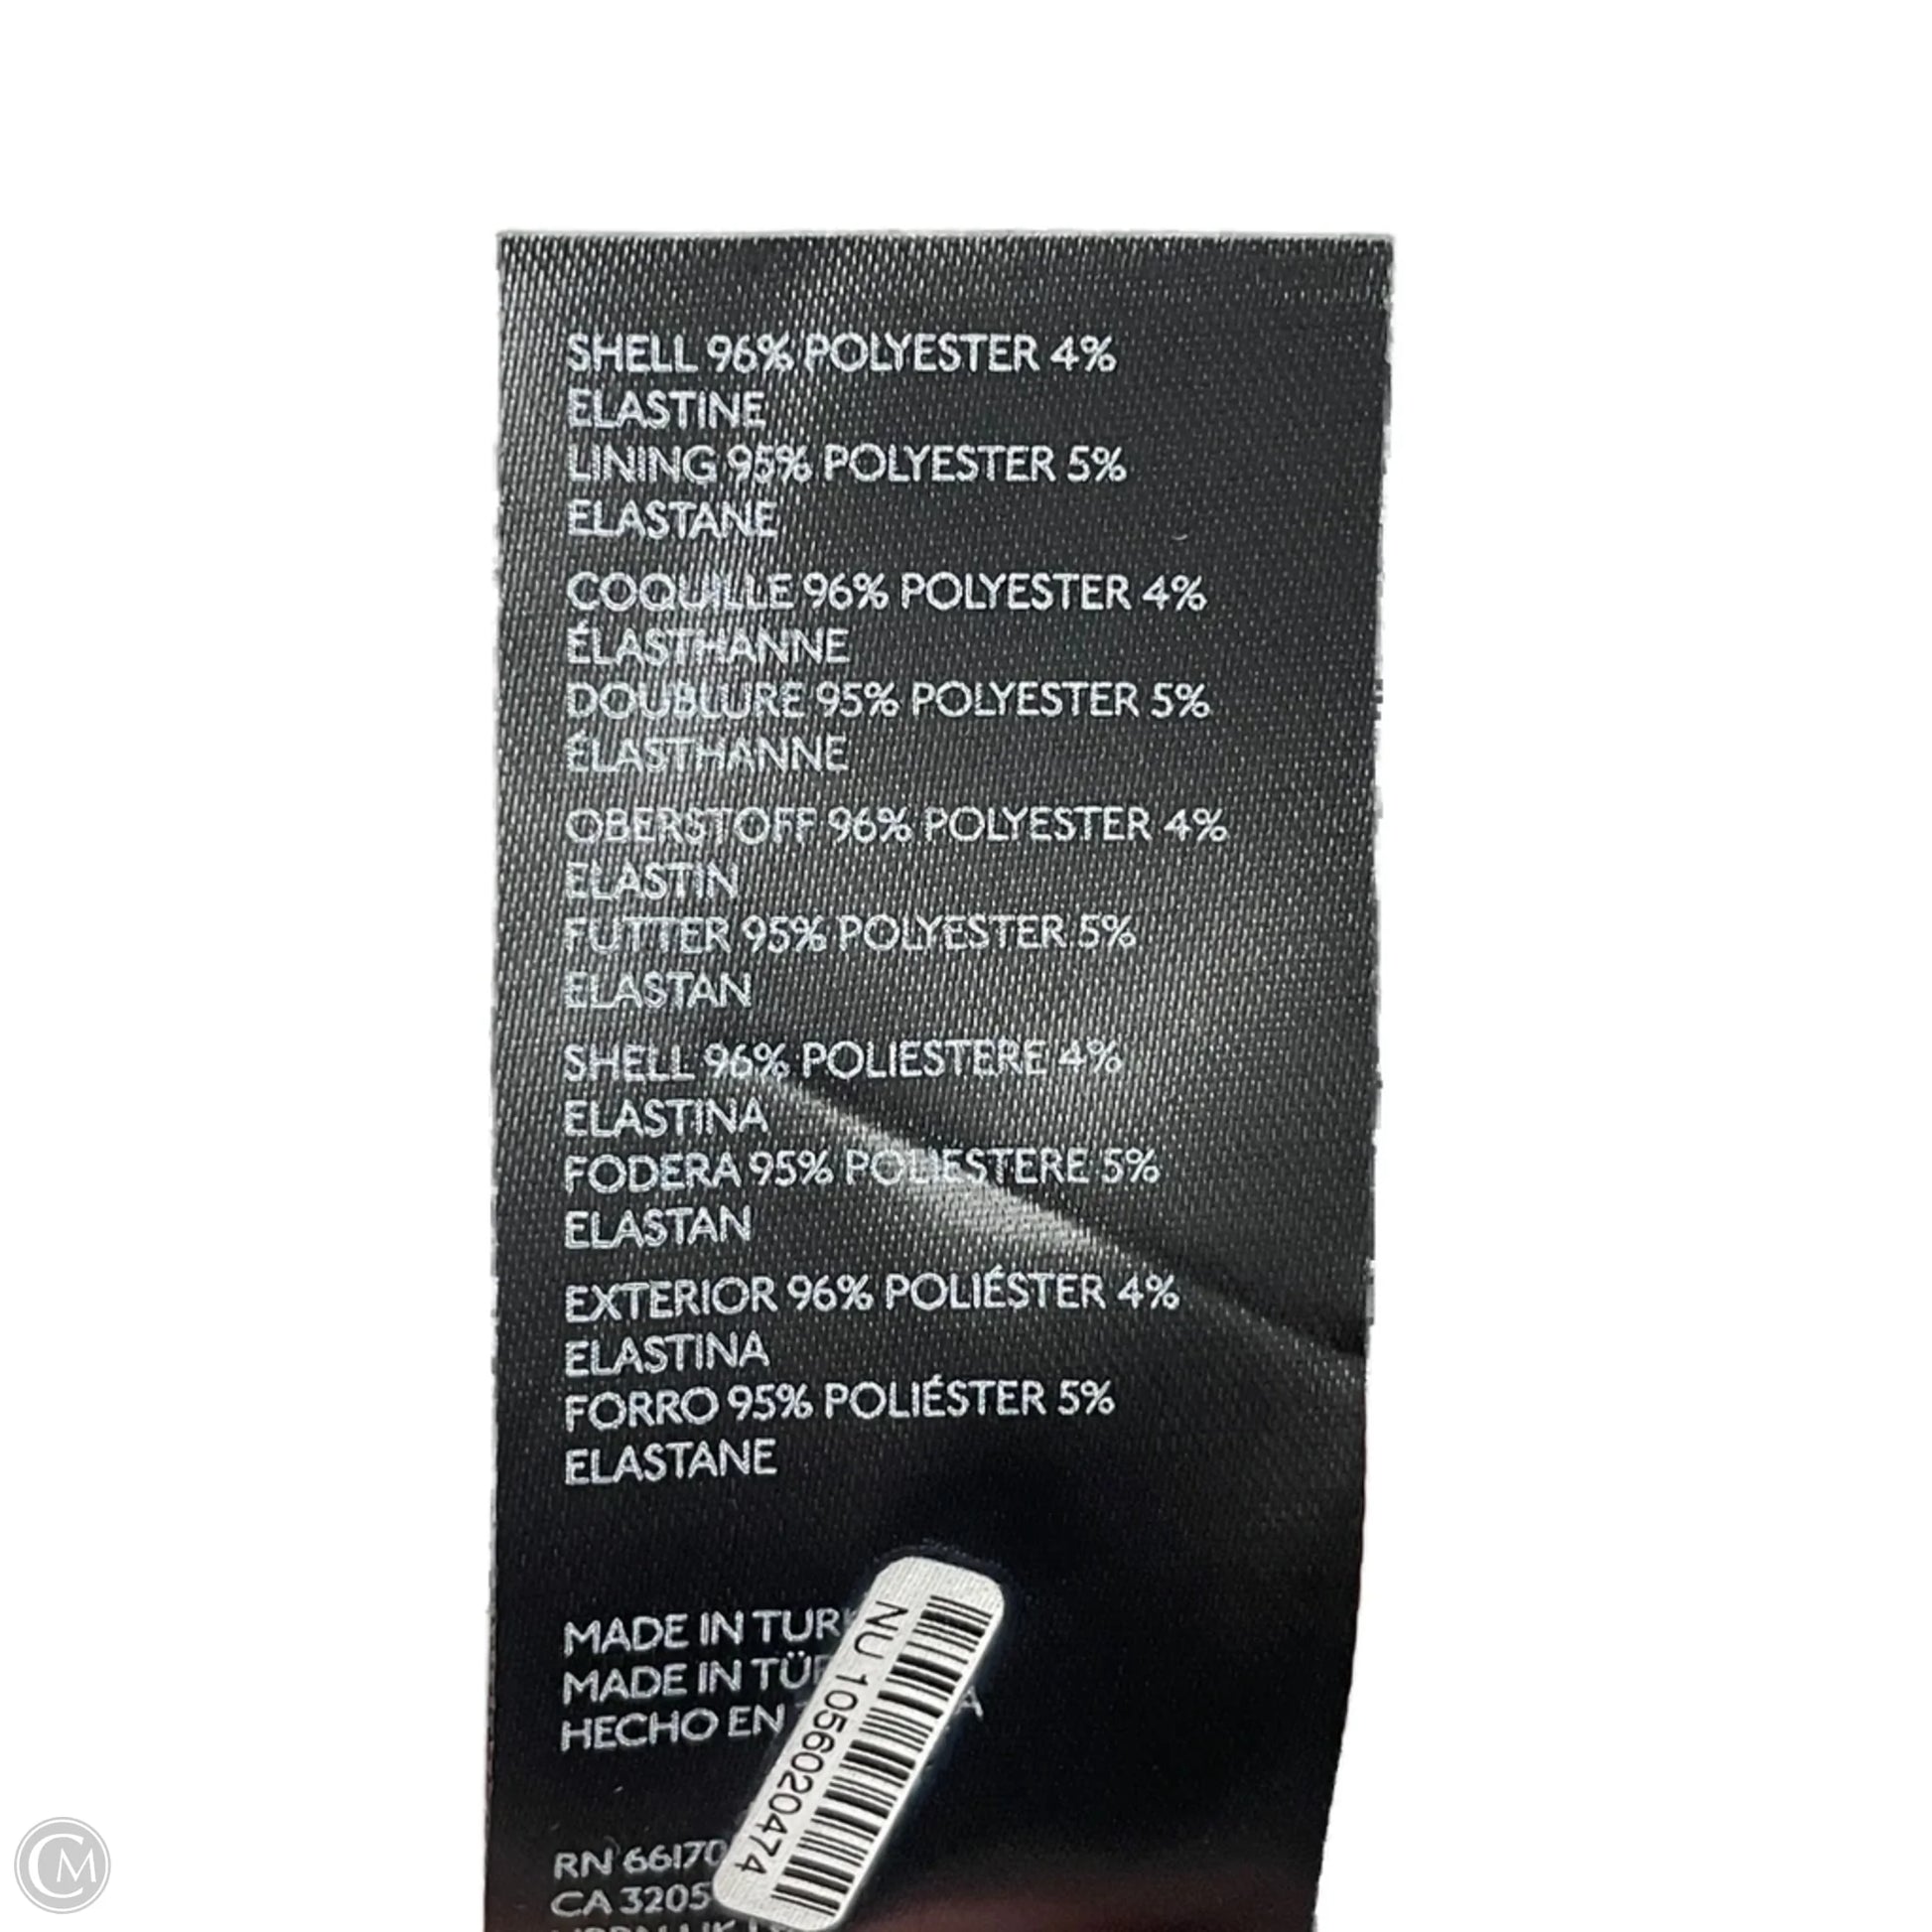 SHELL 96% POLYESTER 4%
ELASTINE
LINING 95% POLYESTER 5%
ELASTANE
COQUILLE 96% POLYESTER 4%
ÉLASTHANNE
DOUBLURE 95% POLYESTER 5%
ÉLASTHANNE
OBERSTOFF 96% POLYESTER 4%
ELASTIN
FUTTER 95% POLYESTER 5%
ELASTAN
SHELL 96% POLIESTERE 4%
ELASTINA
FODERA 95% POLIESTERE 5%
ELASTAN
EXTERIOR 96% POLIÉSTER 4%
ELASTINA
FORRO 95% POLIÉSTER 5%
ELASTANE
MADE IN
MADE IN
HECHO EN
NU 1056020474
RN 66170
CA 3205
CM